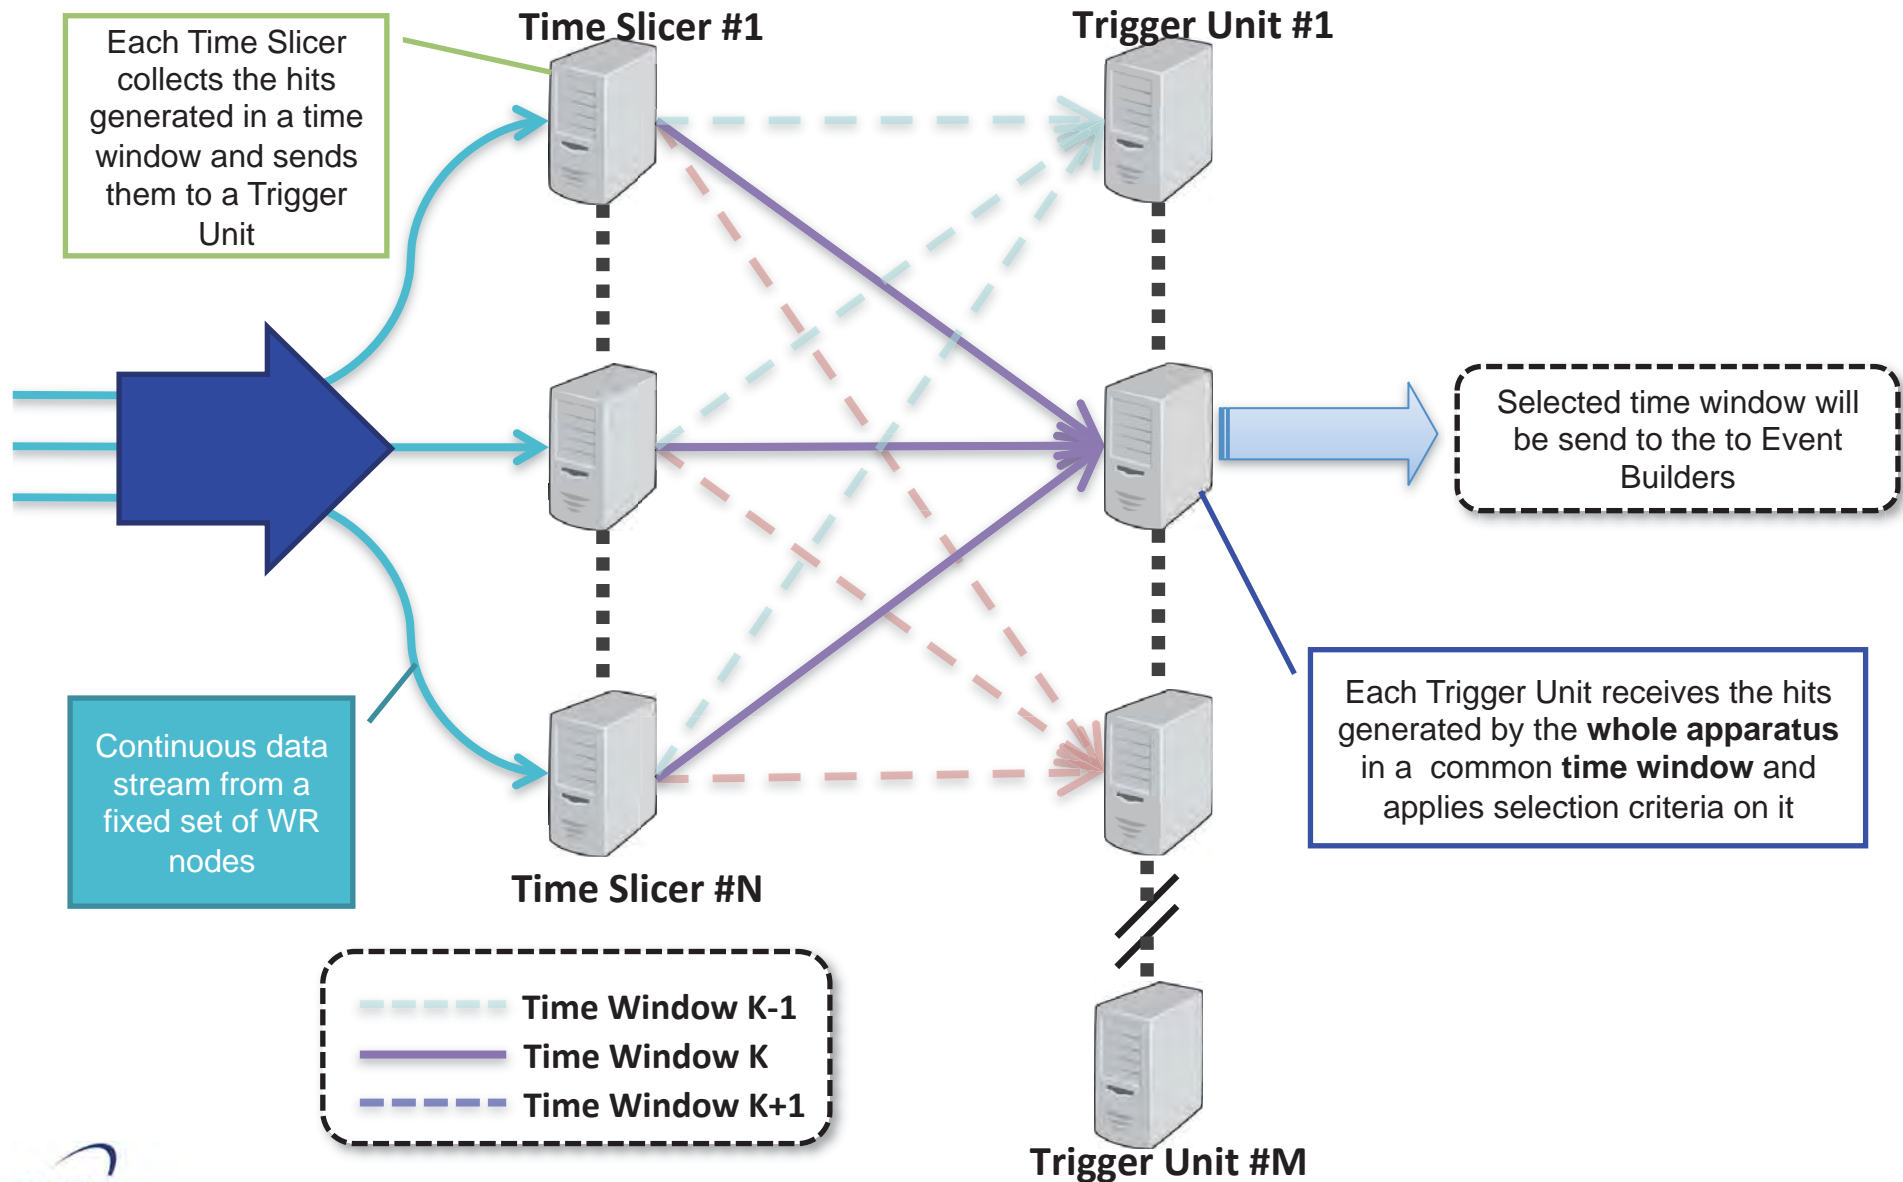 Time Slicer #1
Trigger Unit #1
Each Time Slicer
collects the hits
generated in a time
window and sends
them to a Trigger
Unit
Selected time window will
be send to the to Event
Builders
Each Trigger Unit receives the hits
generated by the whole apparatus
in a common time window and
applies selection criteria on it
Continuous data
stream from a
fixed set of WR
nodes
Time Slicer #N
Time Window K-1
Time Window K
Time Window K+1
Trigger Unit #M